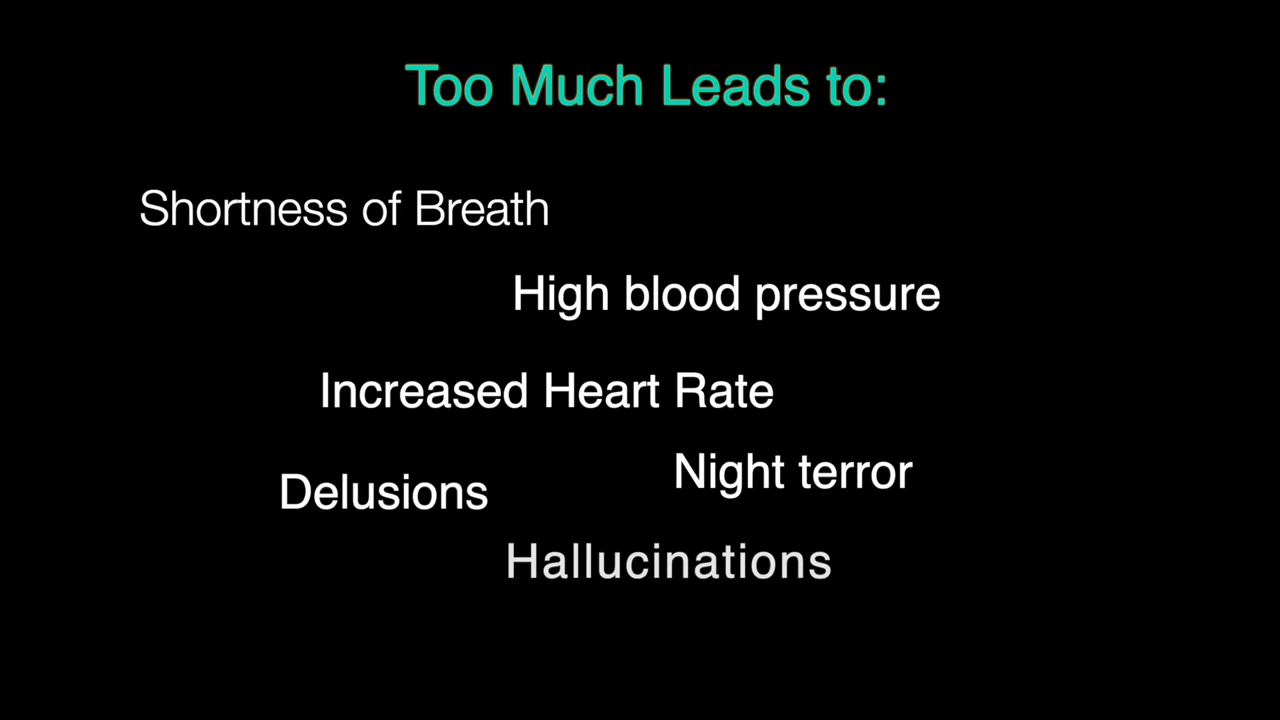 Too Much Leads to:
Shortness of Breath
High blood pressure
Increased Heart Rate
Night terror
Delusions
Hallucinations